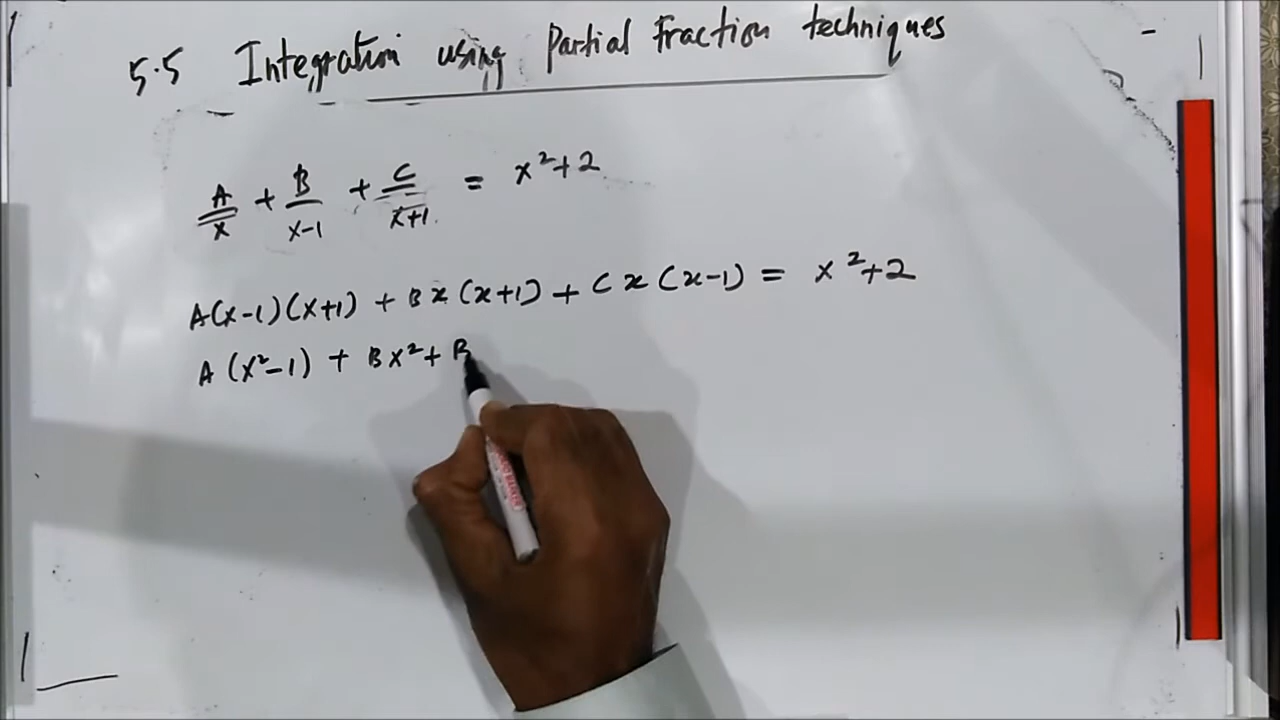 5.5 Integration using Partial Fraction techniques
A/x + B/x-1 + C/x+1 = x²+2
A(x-1)(x+1) + Bx(x+1) + Cx(x-1) = x²+2
A(x²-1) + Bx² + B